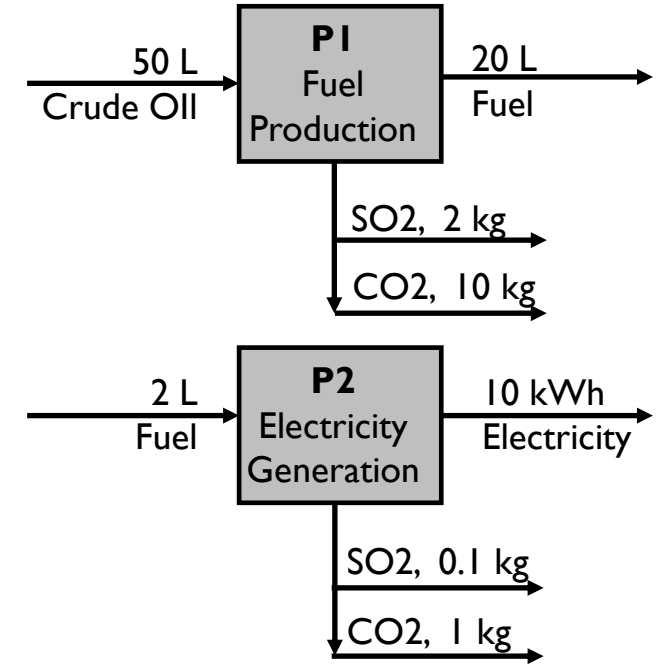 P1
Fuel
Production
50 L
Crude OIl
20 L
Fuel
SO2, 2 kg
CO2, 10 kg
P2
Electricity
Generation
2 L
Fuel
10 kWh
Electricity
SO2, 0.1 kg
CO2, 1 kg